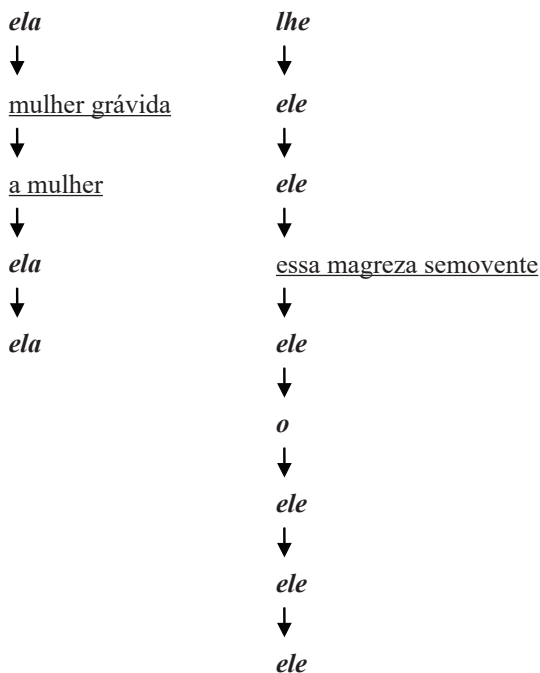 ela
mulher grávida
a mulher
ela
ela
lhe
ele
ele
essa magreza semovente
ele
o
ele
ele
ele